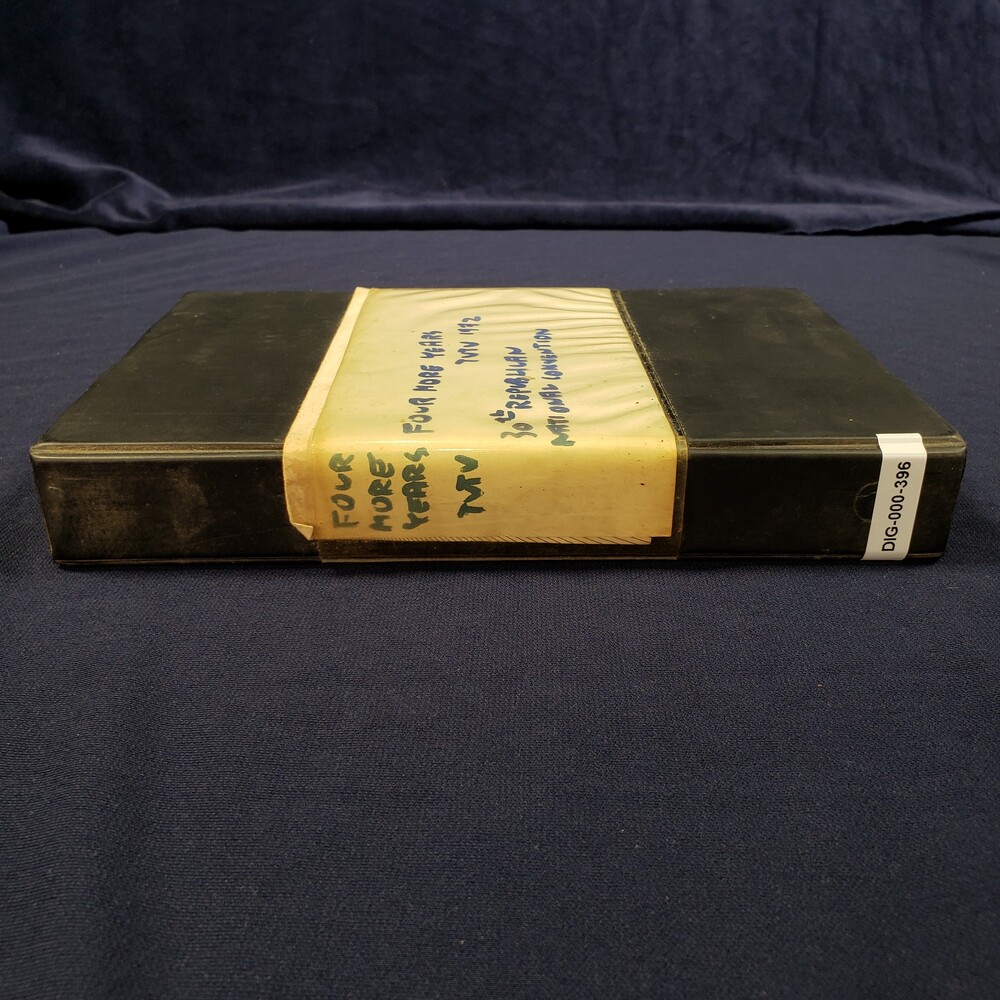 FOUR MORE YEARS
TVTV 1972
30th REPUBLICAN
NATIONAL CONVENTION
FOUR
MORE
YEARS
TVTV
DIG-000-396